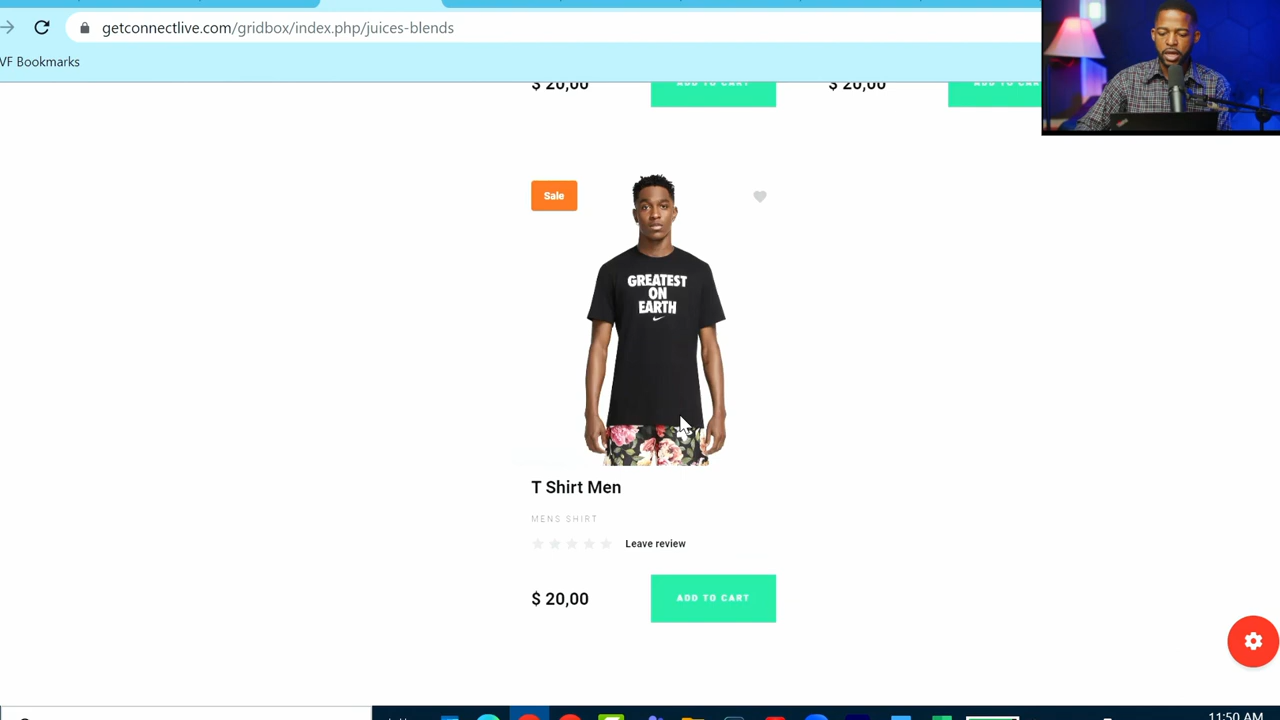 getconnectlive.com/gridbox/index.php/juices-blends
VF Bookmarks
$ 20,00
ADD TO CART
$ 20,00
ADD TO CART
Sale
GREATEST
ON
EARTH
T Shirt Men
MENS SHIRT
Leave review
$ 20,00
ADD TO CART
11:50 AM